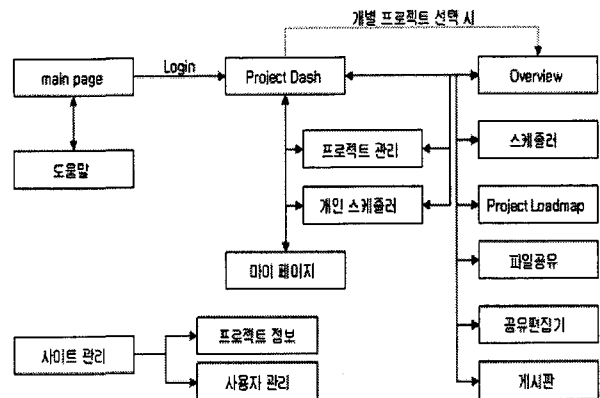 개별 프로젝트 선택 시
main page
Login
Project Dash
Overview
도움말
프로젝트 관리
스케쥴러
개인 스케쥴러
Project Loadmap
마이 페이지
파일공유
프로젝트 정보
공유편집기
사이트 관리
사용자 관리
게시판